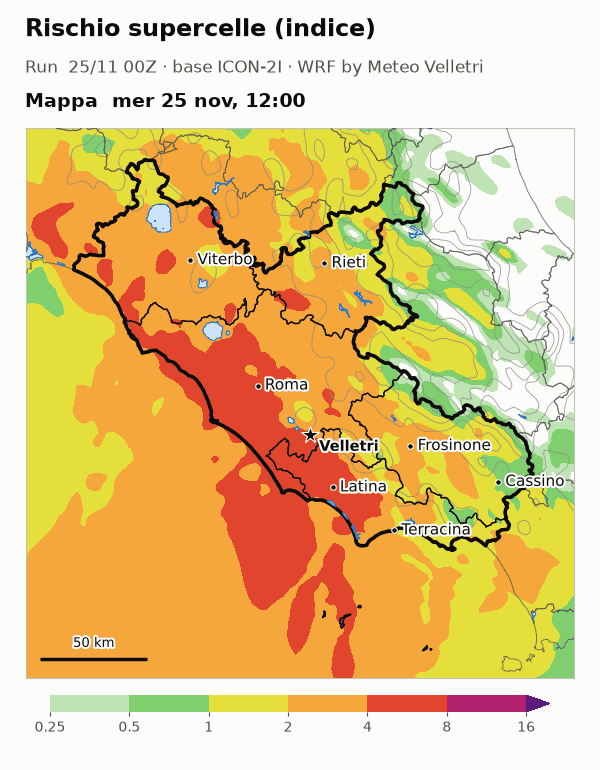 Rischio supercelle (indice)
Run  25/11 00Z · base ICON-2I · WRF by Meteo Velletri
Mappa  mer 25 nov, 12:00
Viterbo
Rieti
Roma
Velletri
Frosinone
Latina
Cassino
Terracina
50 km
0.25 0.5 1 2 4 8 16